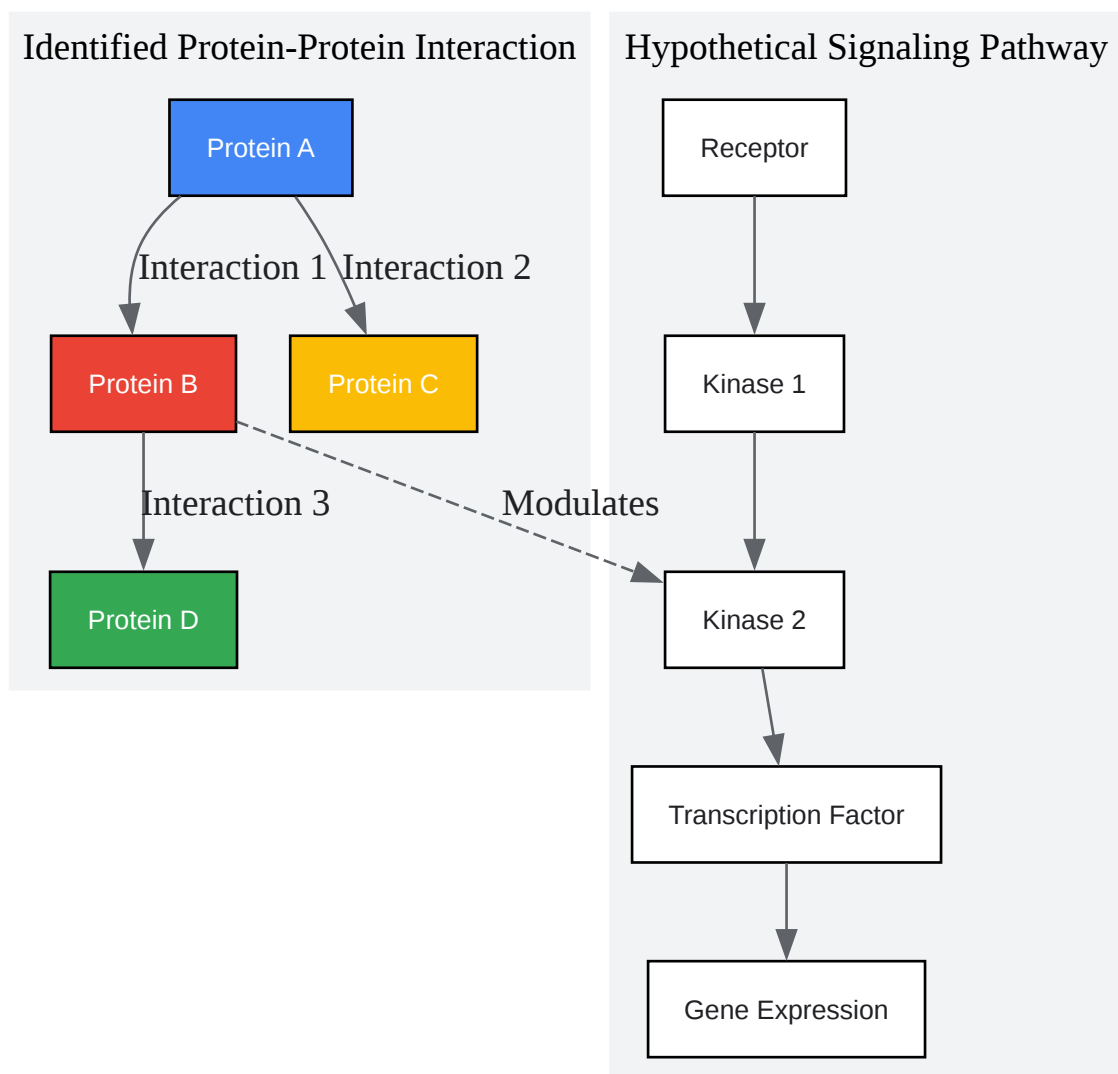 Identified Protein-Protein Interaction
Protein A
Interaction 1
Interaction 2
Protein B
Protein C
Interaction 3
Modulates
Protein D
Hypothetical Signaling Pathway
Receptor
Kinase 1
Kinase 2
Transcription Factor
Gene Expression